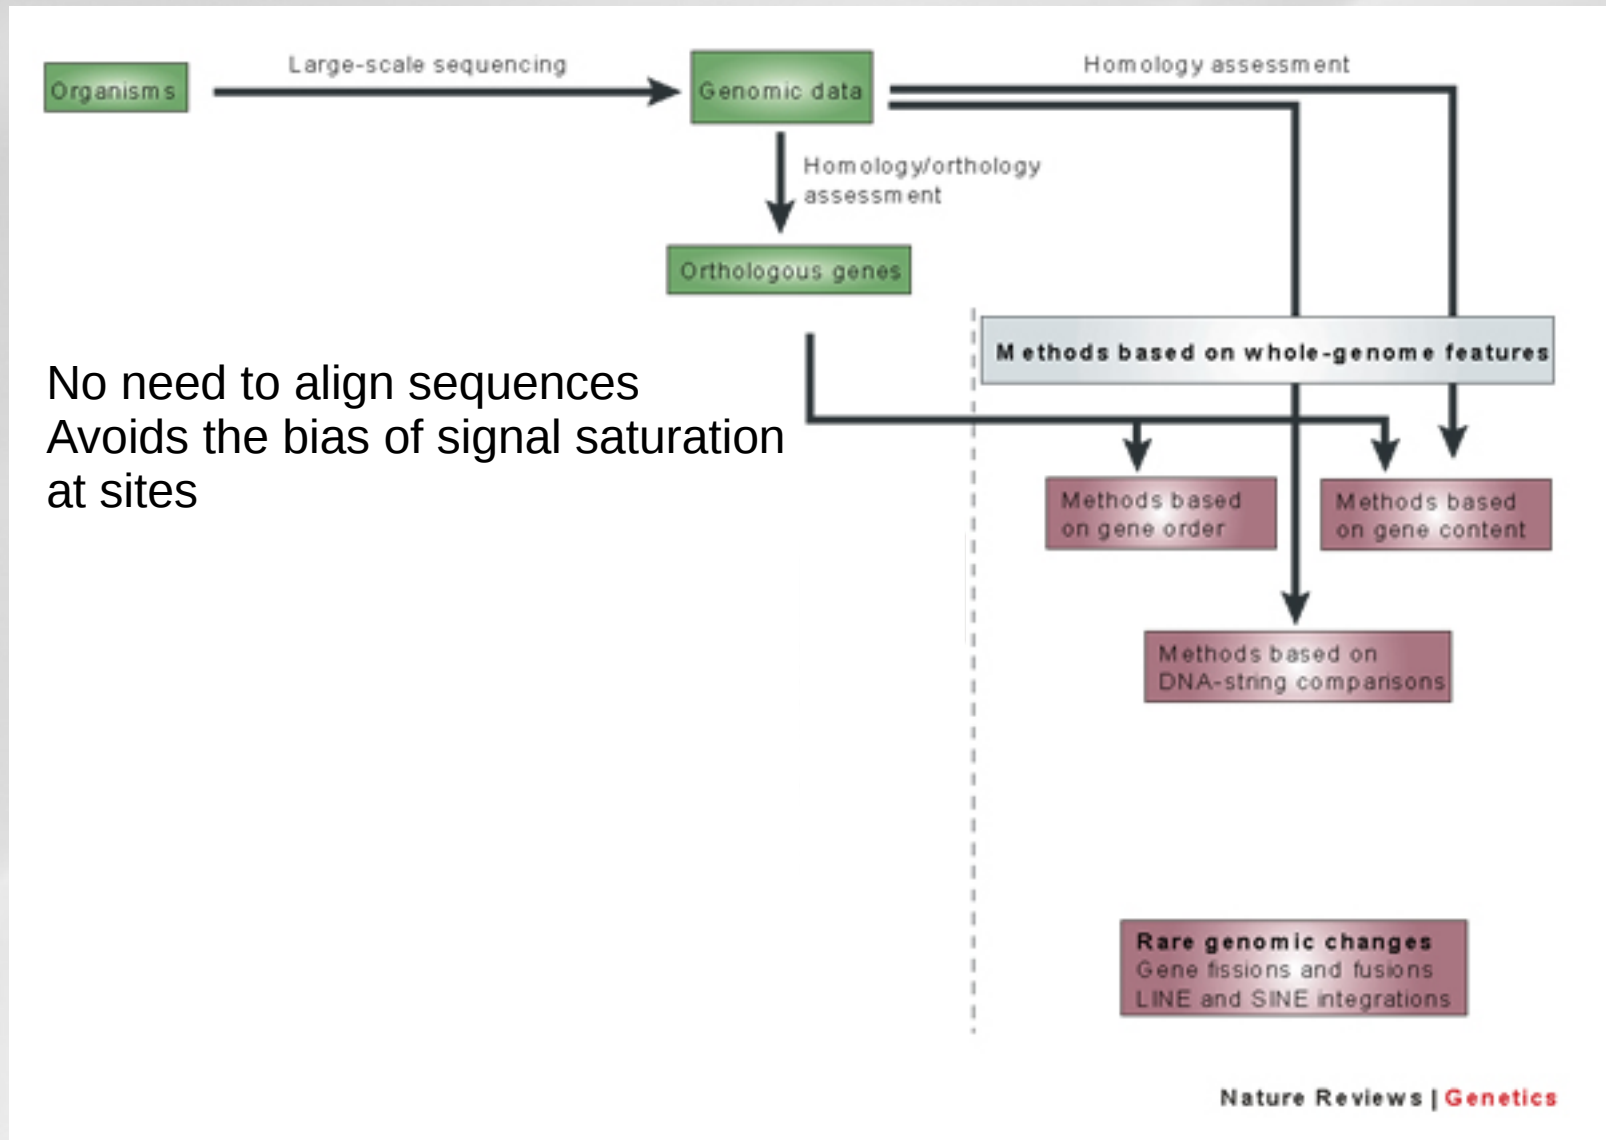 Organisms
Large-scale sequencing
Genomic data
Homology assessment
Homology/orthology
assessment
Orthologous genes
No need to align sequences
Avoids the bias of signal saturation
at sites
Methods based on whole-genome features
Methods based
on gene order
Methods based
on gene content
Methods based on
DNA-string comparisons
Rare genomic changes
Gene fissions and fusions
LINE and SINE integrations
Nature Reviews | Genetics